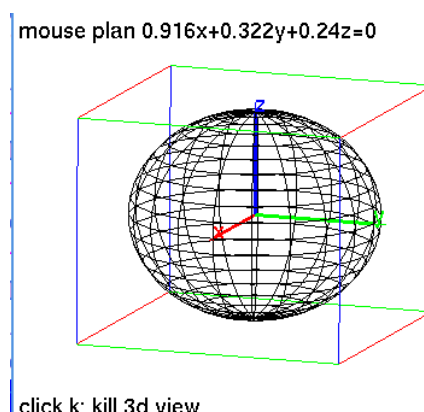 mouse plan 0.916x+0.322y+0.24z=0
z
x
y
click k: kill 3d view